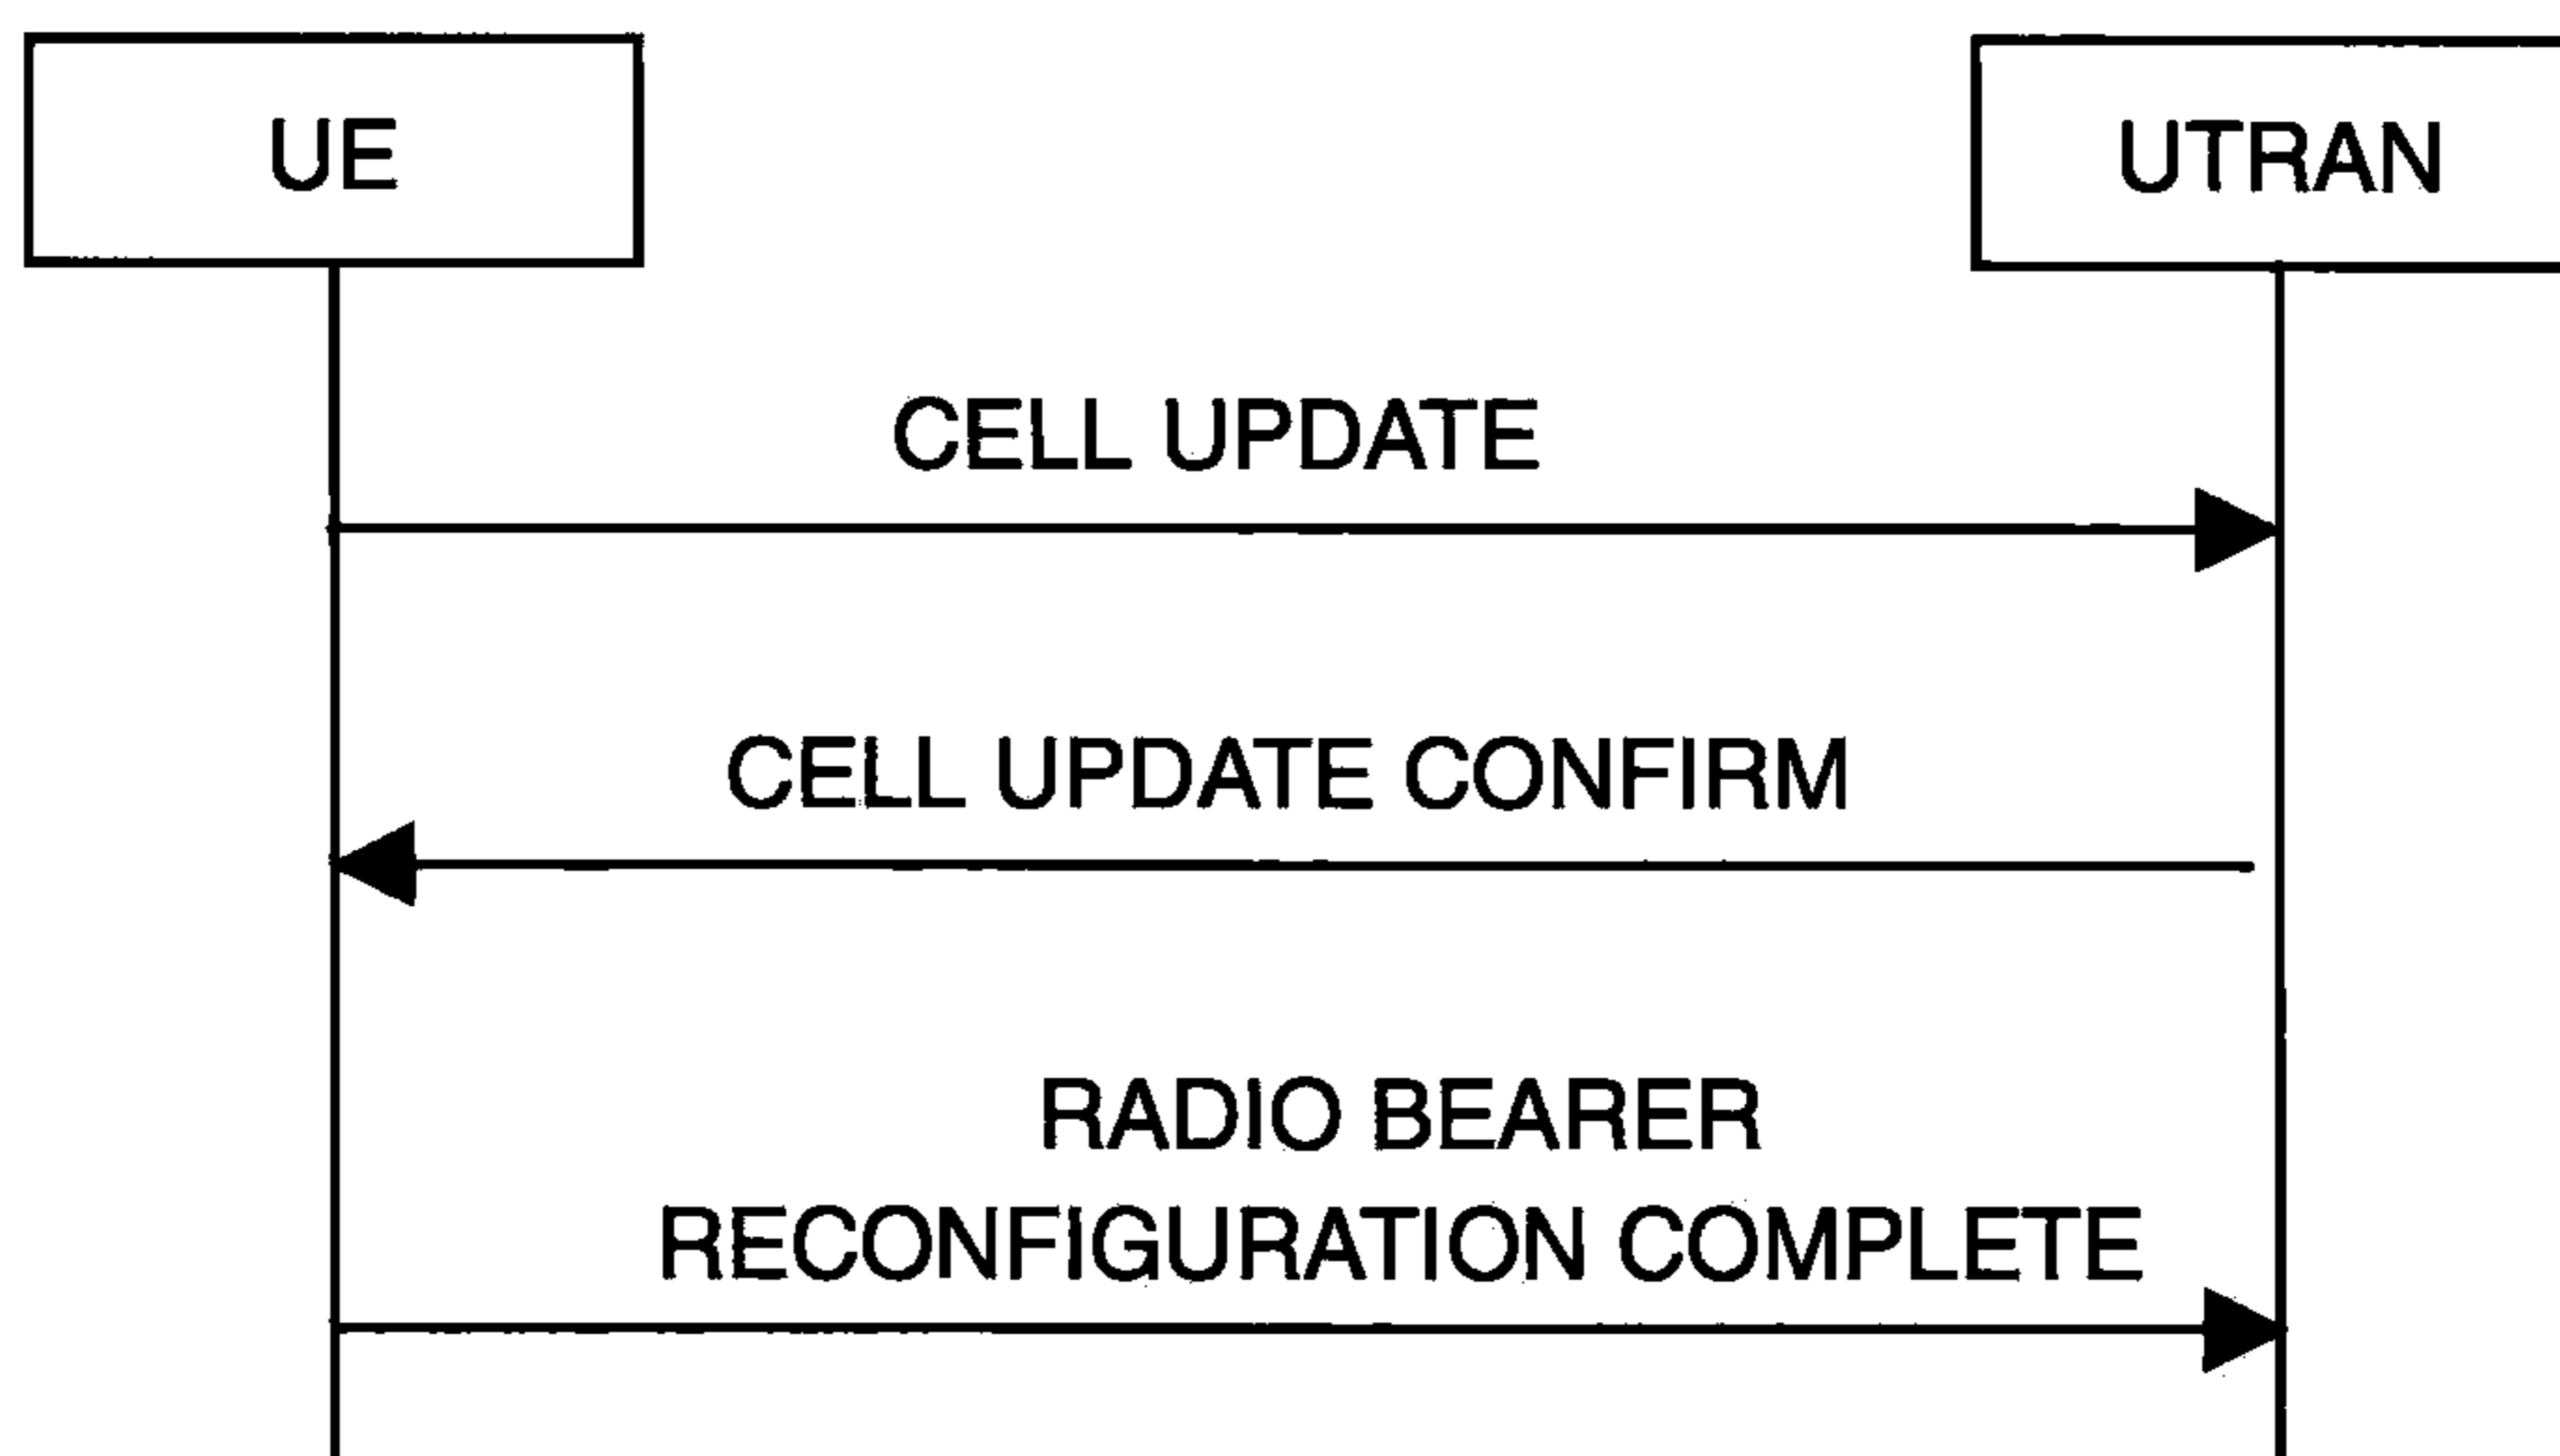 UE
UTRAN
CELL UPDATE
CELL UPDATE CONFIRM
RADIO BEARER
RECONFIGURATION COMPLETE